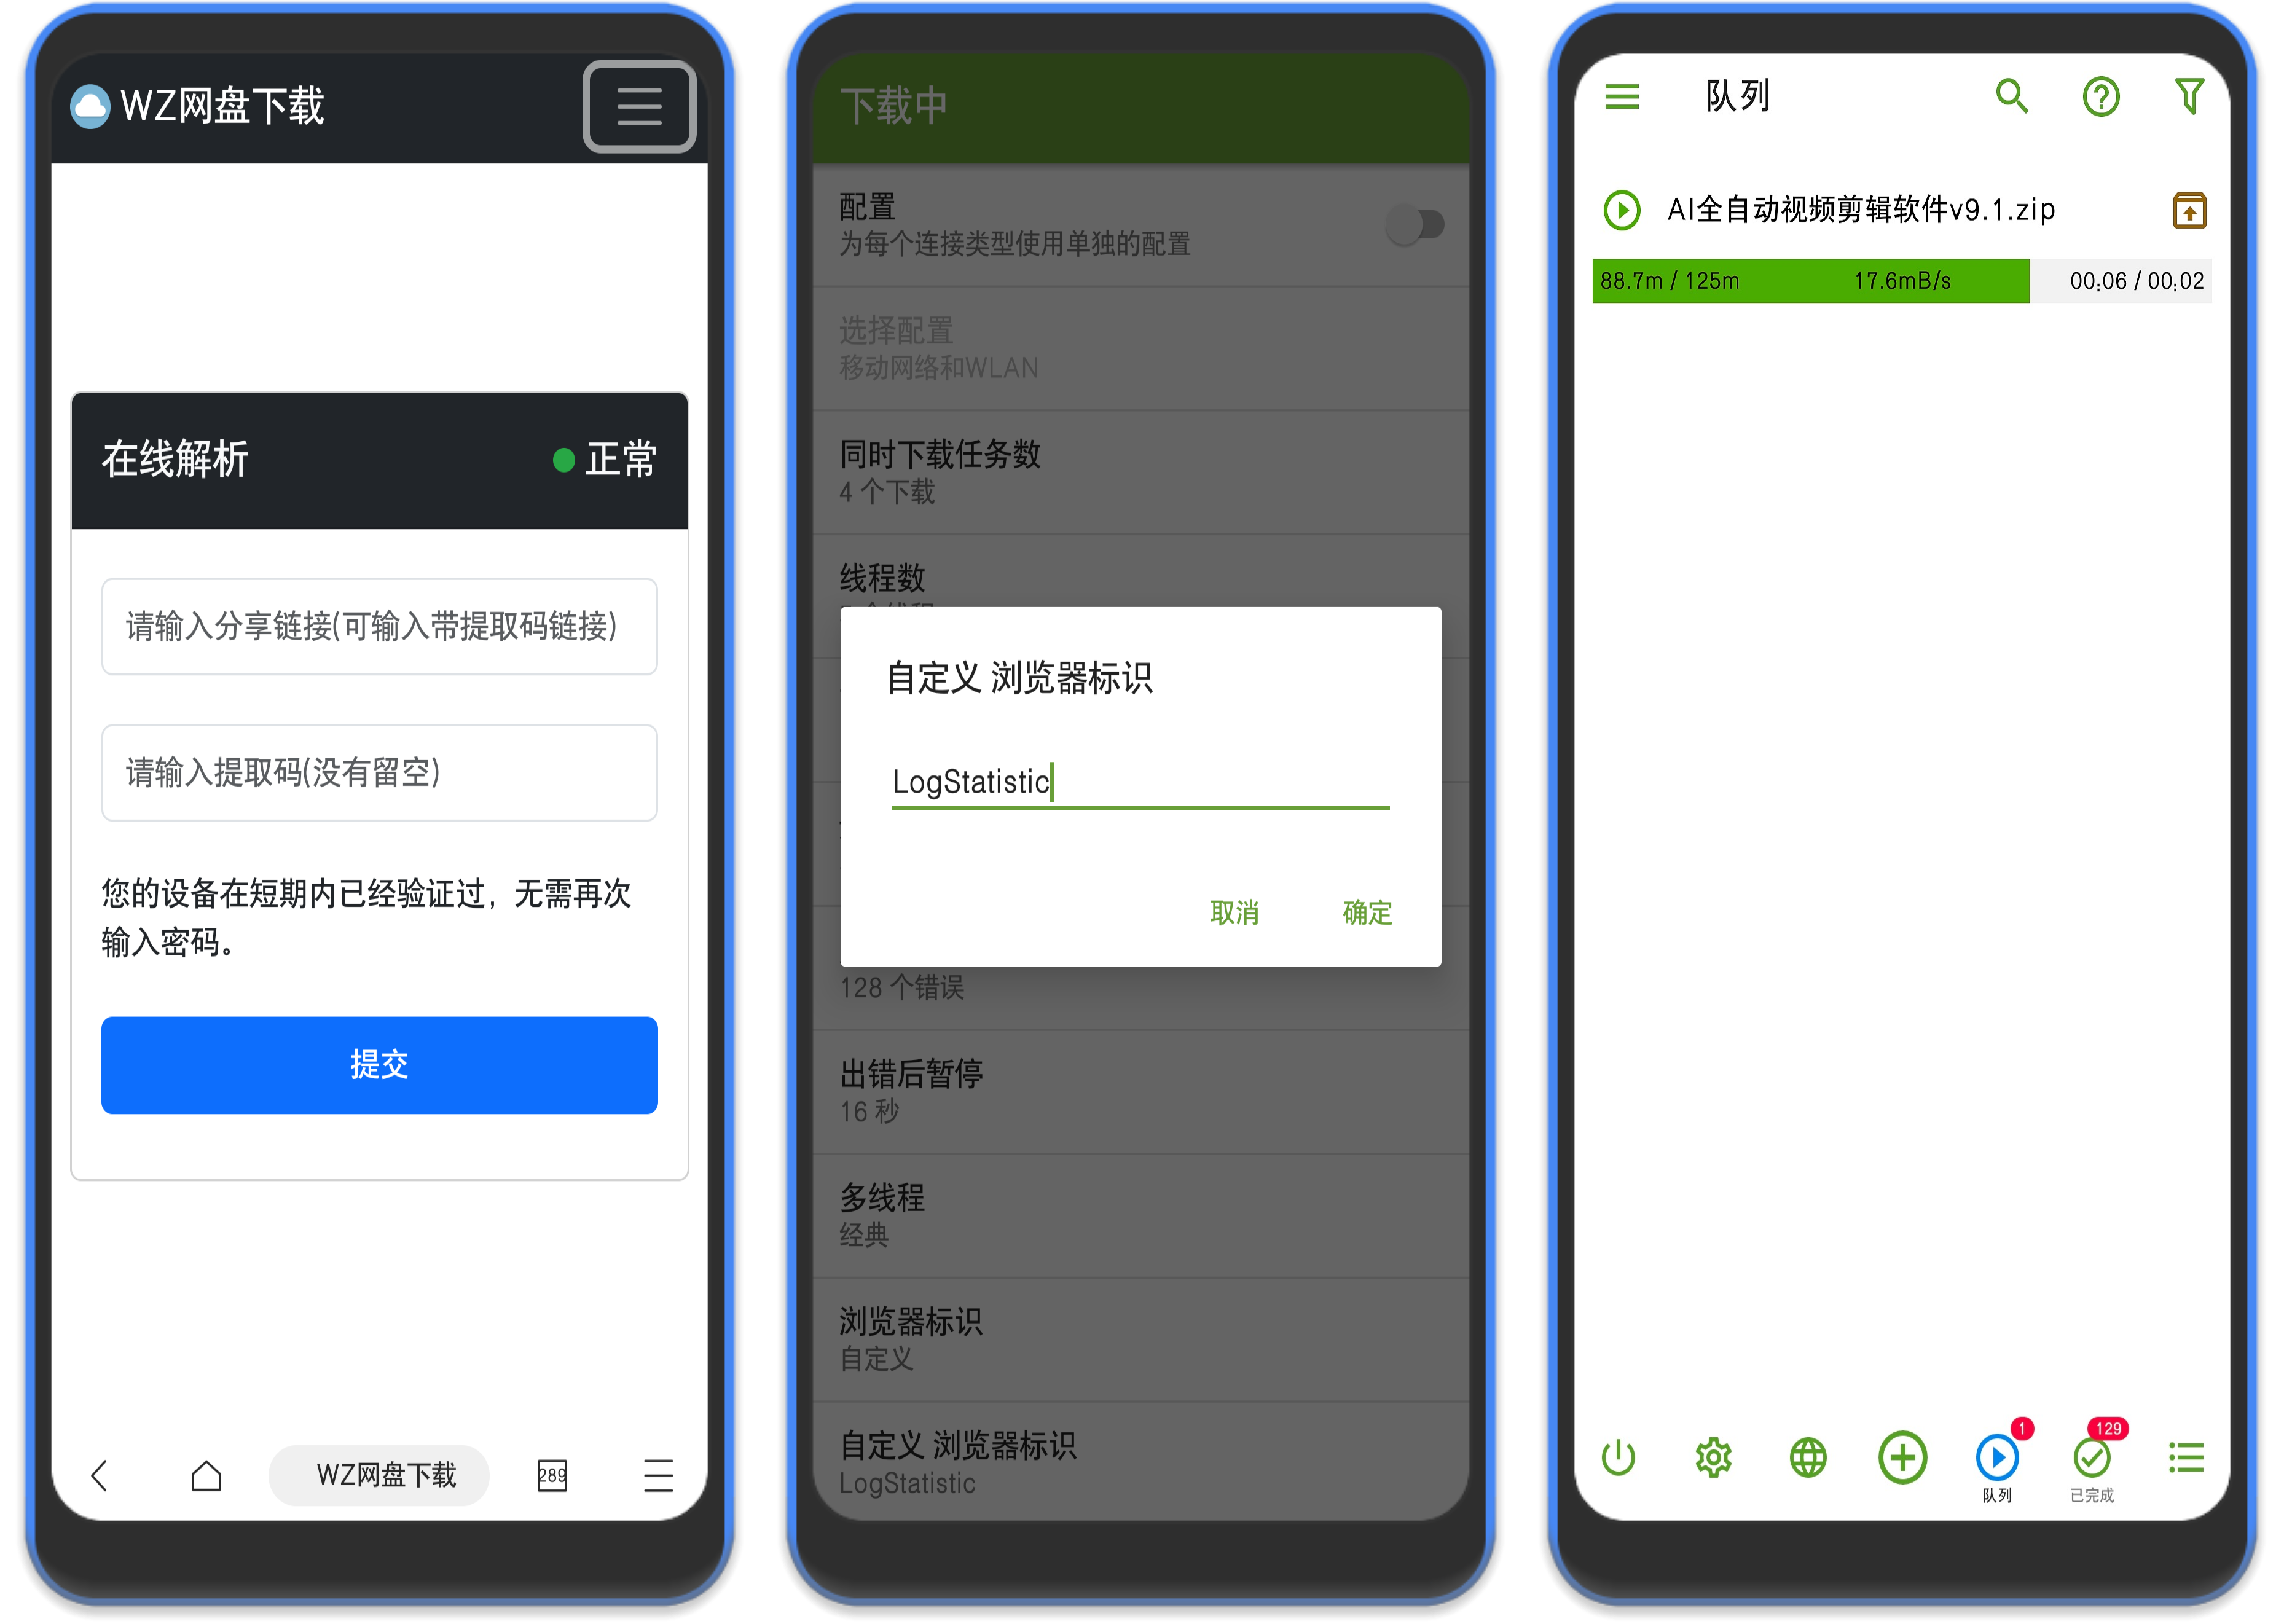 WZ网盘下载
在线解析
正常
请输入分享链接(可输入带提取码链接)
请输入提取码(没有留空)
您的设备在短期内已经验证过，无需再次
输入密码。
提交
WZ网盘下载
289
下载中
配置
为每个连接类型使用单独的配置
选择配置
移动网络和WLAN
同时下载任务数
4 个下载
线程数
自定义 浏览器标识
LogStatistic
取消
确定
128 个错误
出错后暂停
16 秒
多线程
经典
浏览器标识
自定义
自定义 浏览器标识
LogStatistic
队列
AI全自动视频剪辑软件v9.1.zip
88.7m / 125m
17.6mB/s
00:06 / 00:02
1
129
队列
已完成